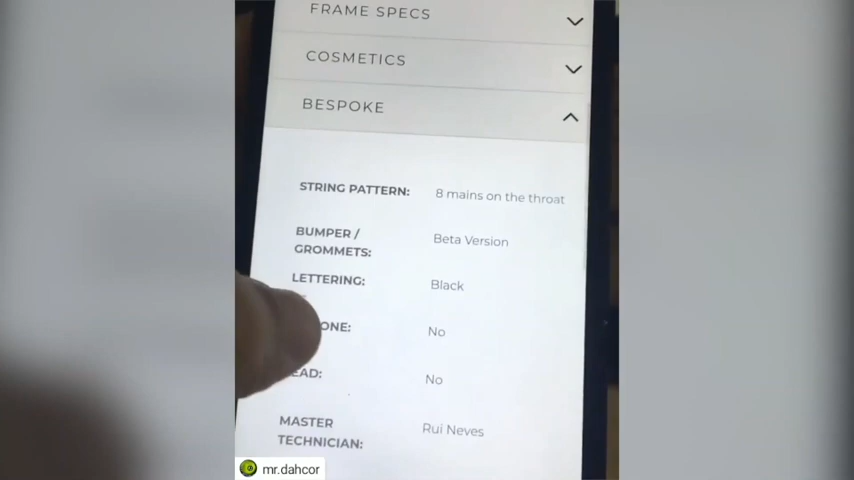 FRAME SPECS
COSMETICS
BESPOKE
STRING PATTERN: 8 mains on the throat
BUMPER / GROMMETS: Beta Version
LETTERING: Black
ONE: No
EAD: No
MASTER TECHNICIAN: Rui Neves
mr.dahcor